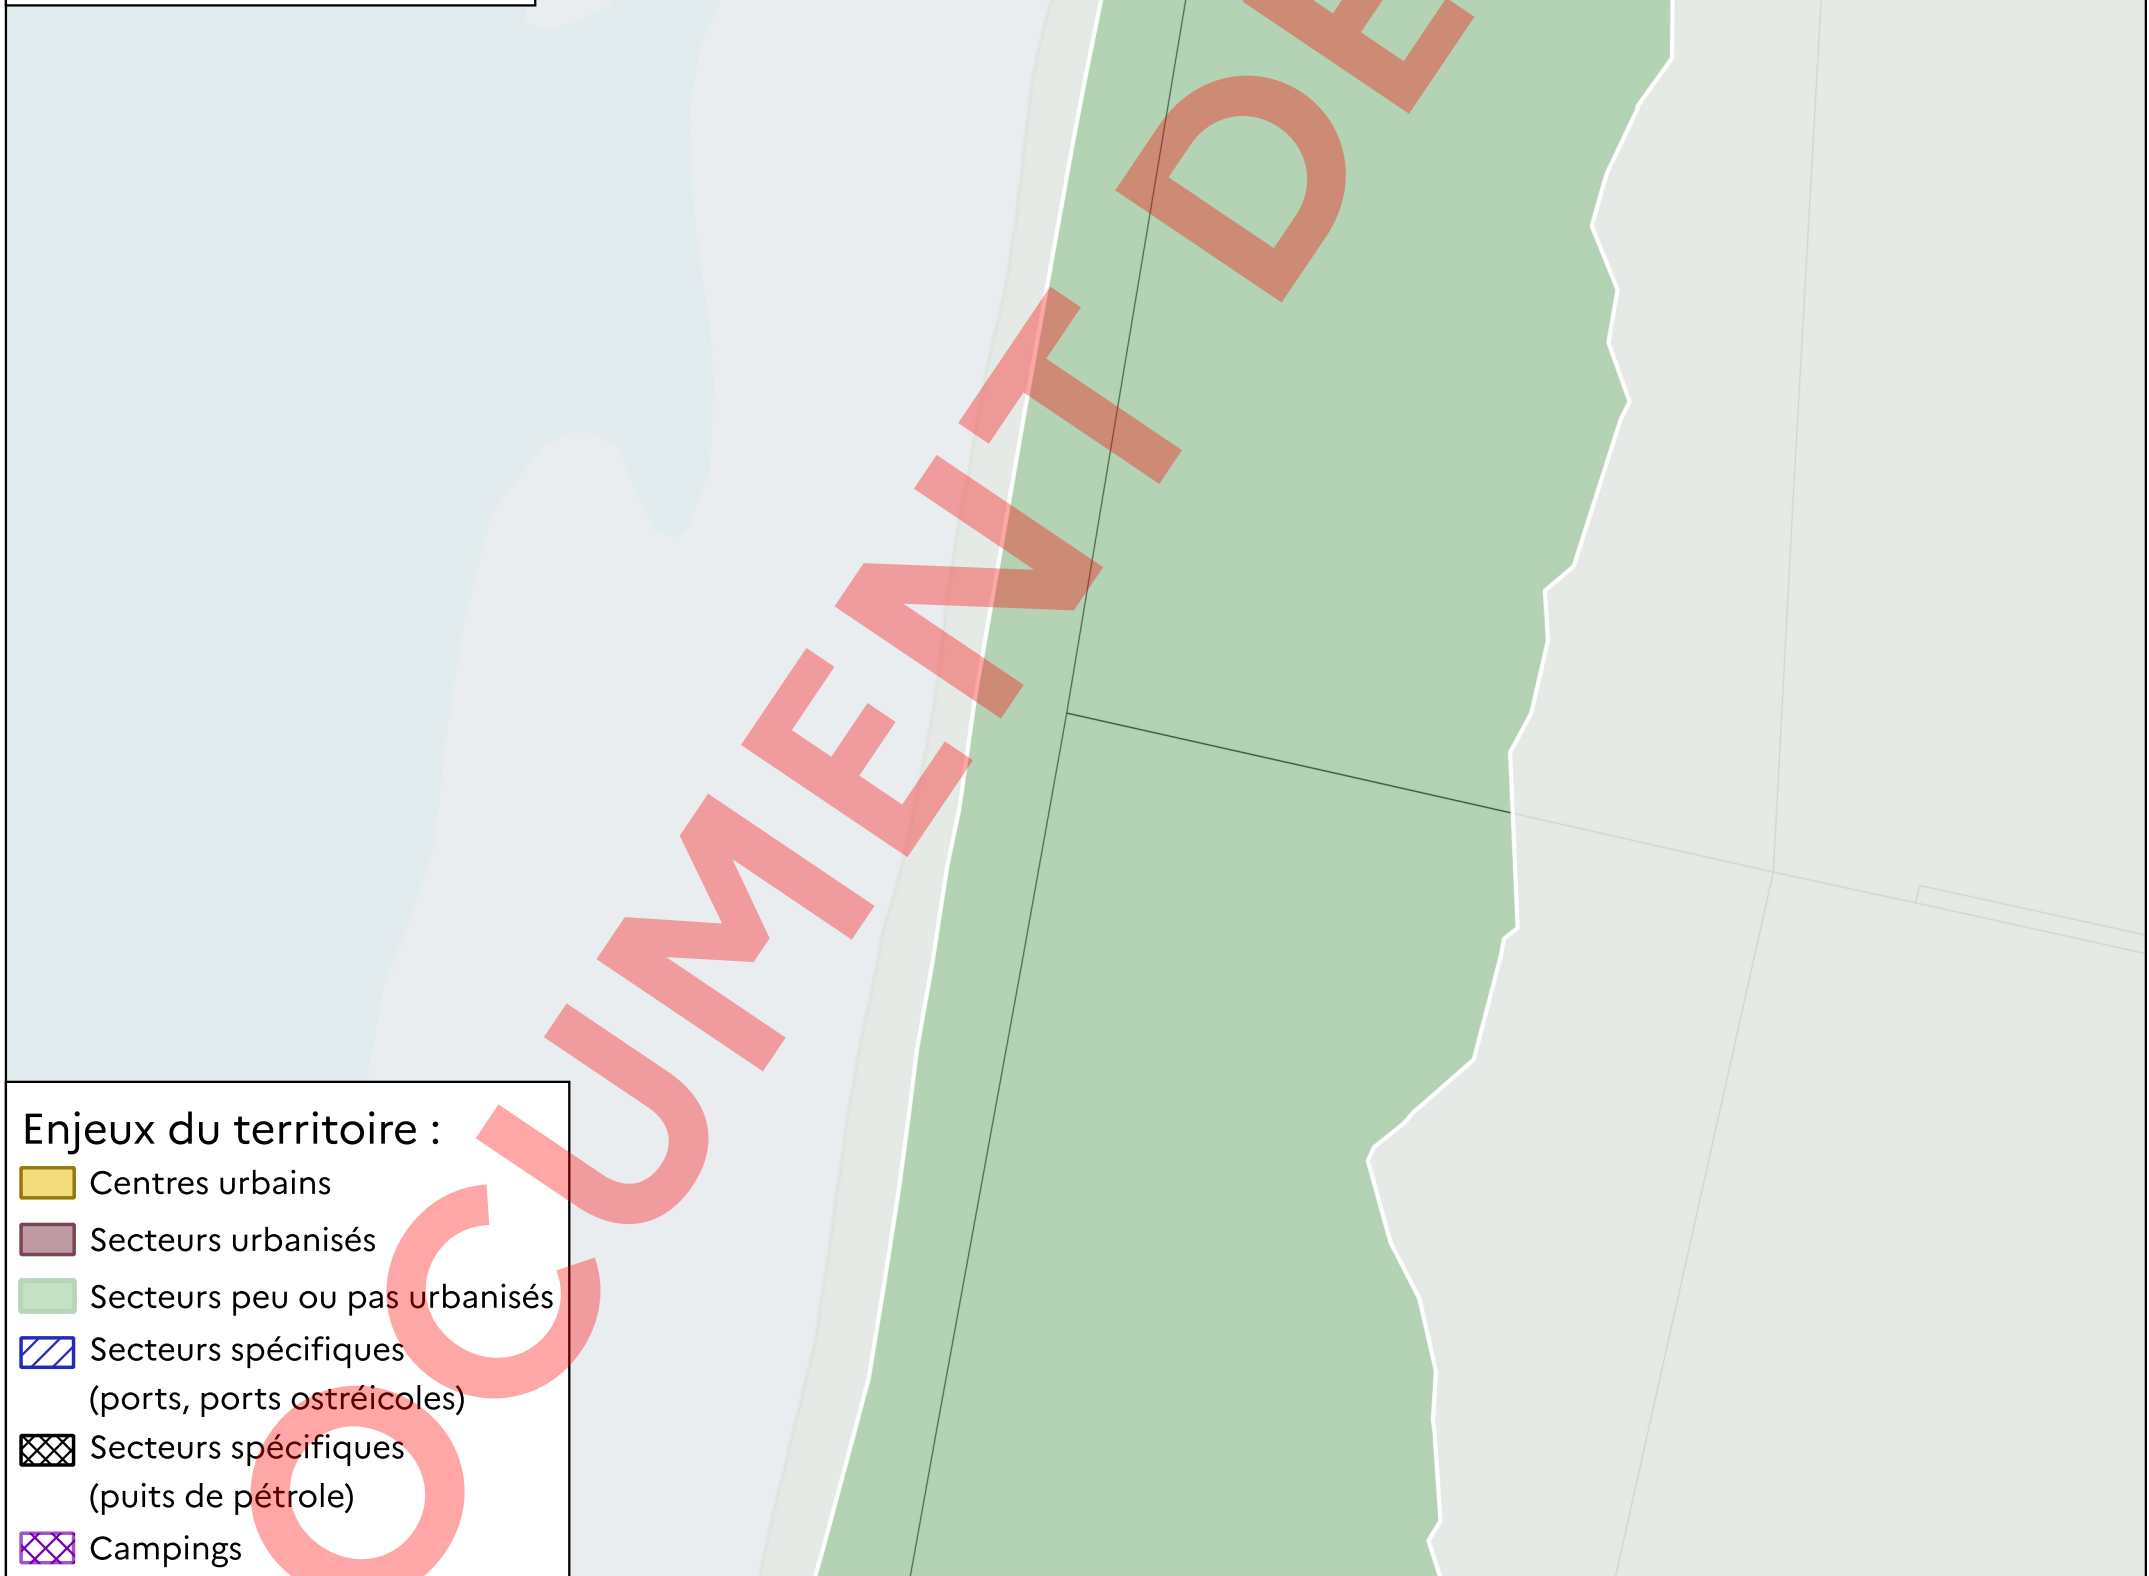 OCUMENT DE
Enjeux du territoire :
Centres urbains
Secteurs urbanisés
Secteurs peu ou pas urbanisés
Secteurs spécifiques
(ports, ports ostréicoles)
Secteurs spécifiques
(puits de pétrole)
Campings